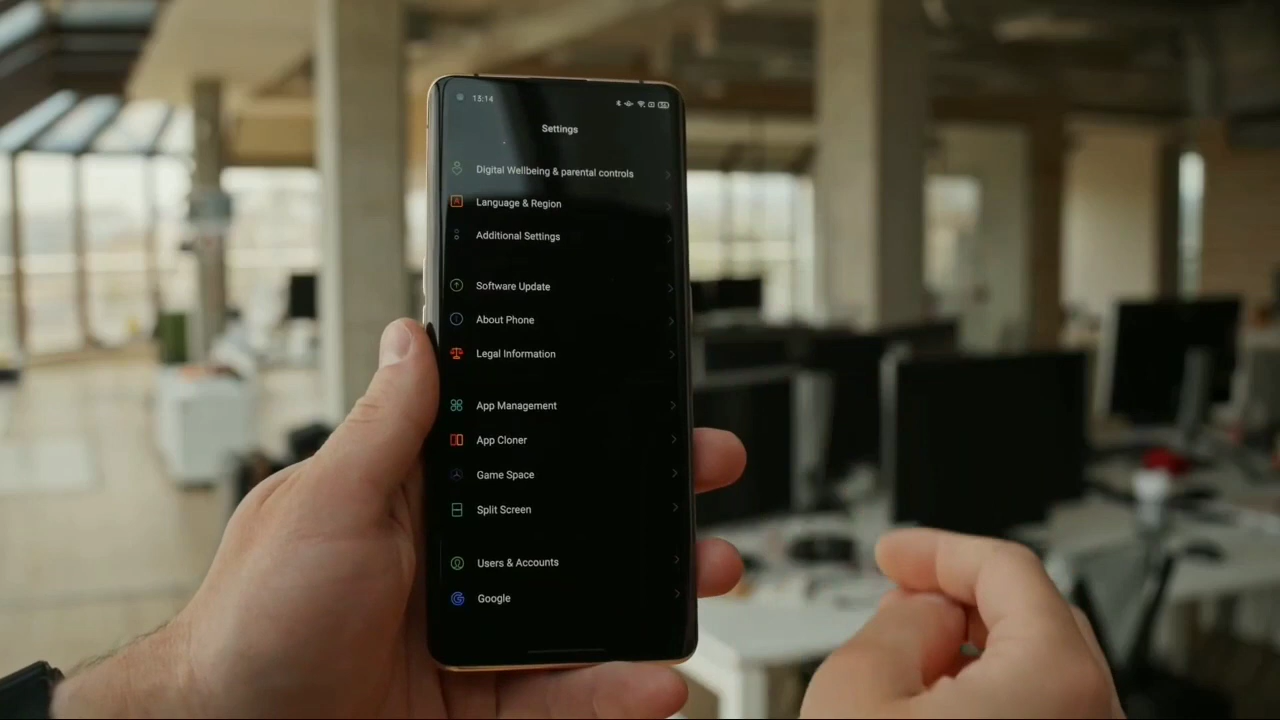 13:14
Settings
Digital Wellbeing & parental controls
Language & Region
Additional Settings
Software Update
About Phone
Legal Information
App Management
App Cloner
Game Space
Split Screen
Users & Accounts
Google